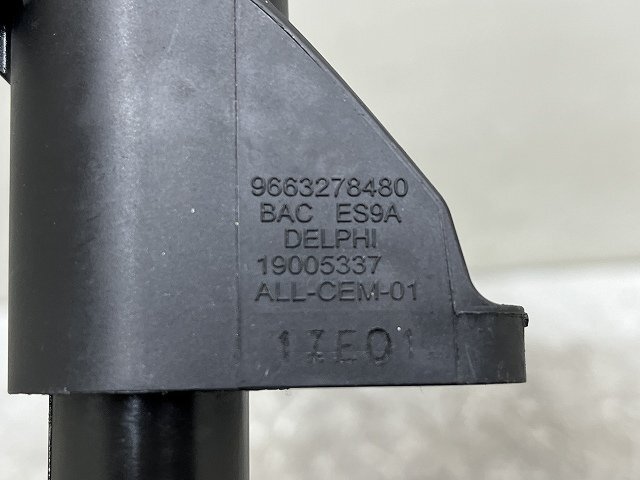 9663278480
BAC ES9A
DELPHI
19005337
ALL-CEM-01
17E01